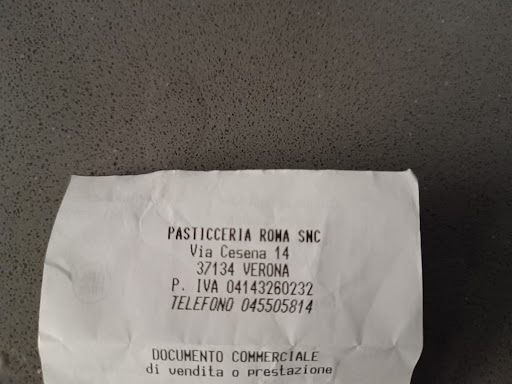 PASTICCERIA ROMA SNC
Via Cesena 14
37134 VERONA
P. IVA 04143260232
TELEFONO 045505814
DOCUMENTO COMMERCIALE
di vendita o prestazione